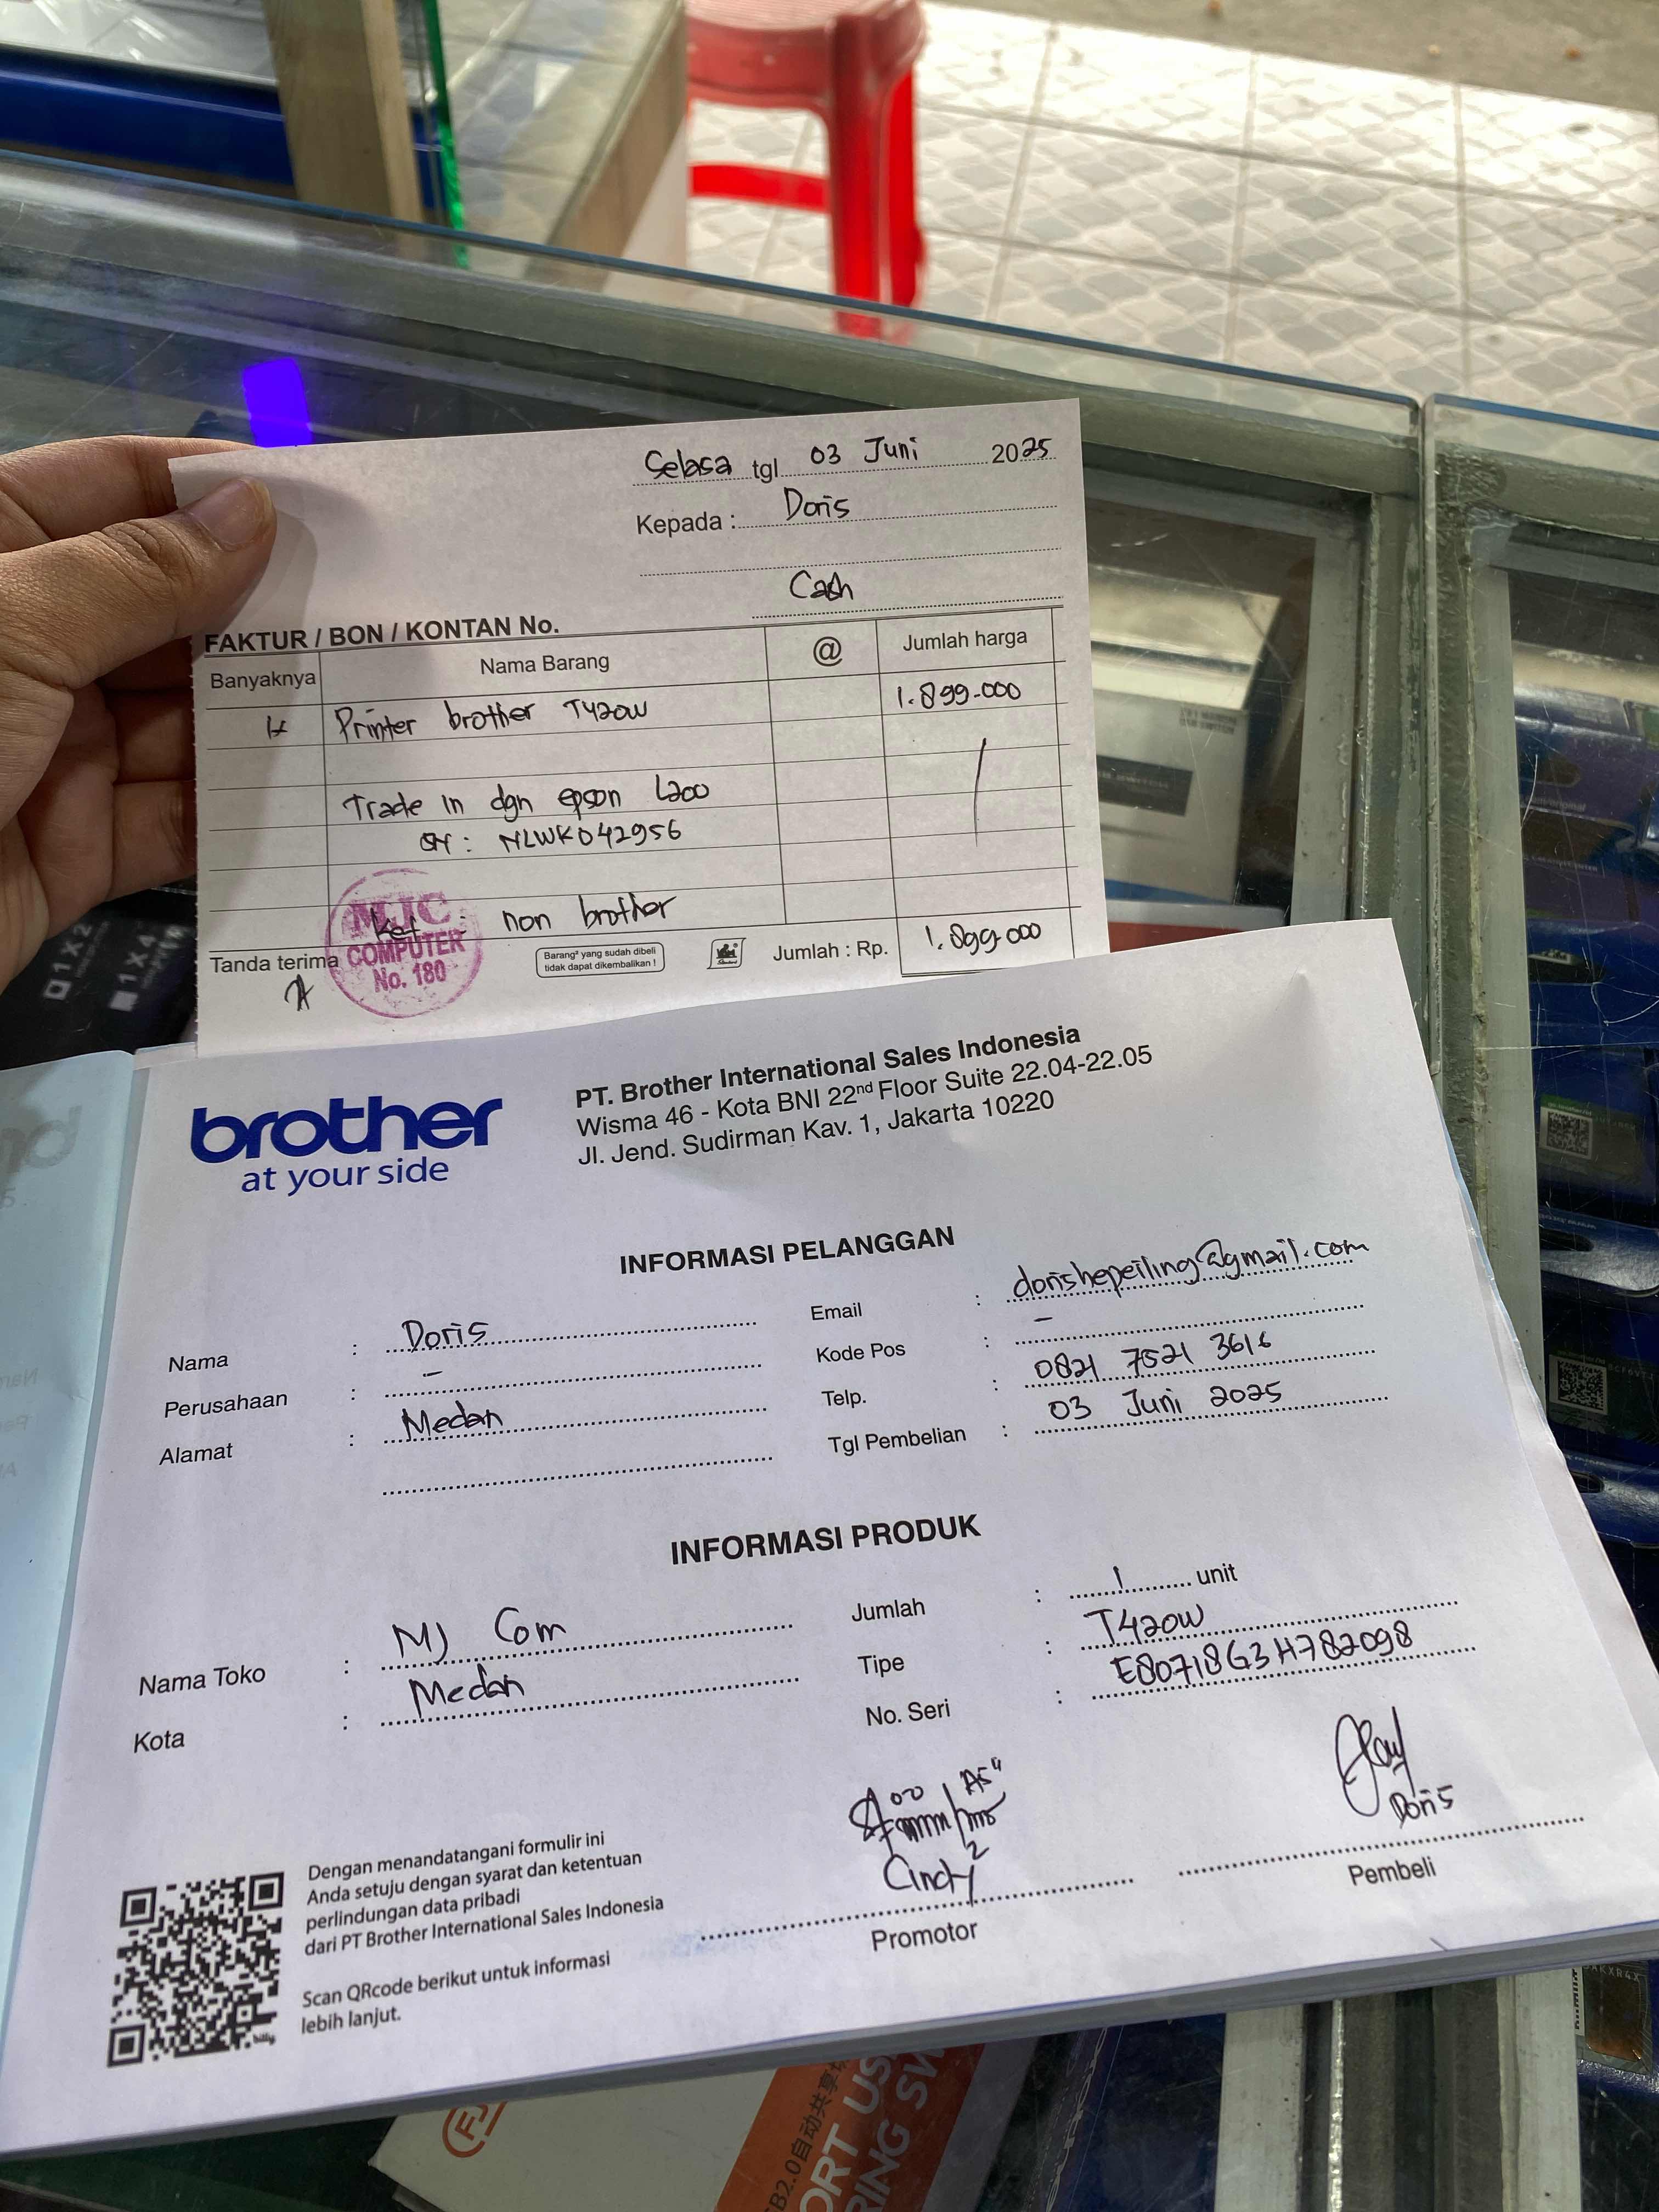 Selasa tgl. 03 Juni 2025
Kepada : Doris
Cash
FAKTUR / BON / KONTAN No.
Banyaknya Nama Barang @ Jumlah harga
Printer brother T420W 1.899.000
Trade in dgn epson L200
SN : NLWK042956
Ket : non brother
MJC
COMPUTER
No. 180
Tanda terima
Barang² yang sudah dibeli
tidak dapat dikembalikan !
Jumlah : Rp. 1.899.000
brother
at your side
PT. Brother International Sales Indonesia
Wisma 46 - Kota BNI 22nd Floor Suite 22.04-22.05
Jl. Jend. Sudirman Kav. 1, Jakarta 10220
INFORMASI PELANGGAN
Nama : Doris
Perusahaan : -
Alamat : Medan
Email : dorishepeiling@gmail.com
Kode Pos : -
Telp. : 0821 7521 3616
Tgl Pembelian : 03 Juni 2025
INFORMASI PRODUK
Nama Toko : MJ Com
Kota : Medan
Jumlah : 1 unit
Tipe : T420W
No. Seri : E80718G3H782098
Dengan menandatangani formulir ini
Anda setuju dengan syarat dan ketentuan
perlindungan data pribadi
dari PT Brother International Sales Indonesia
Scan QRcode berikut untuk informasi
lebih lanjut.
Cindy
Promotor
Doris
Pembeli
1 X 2
1 X 4